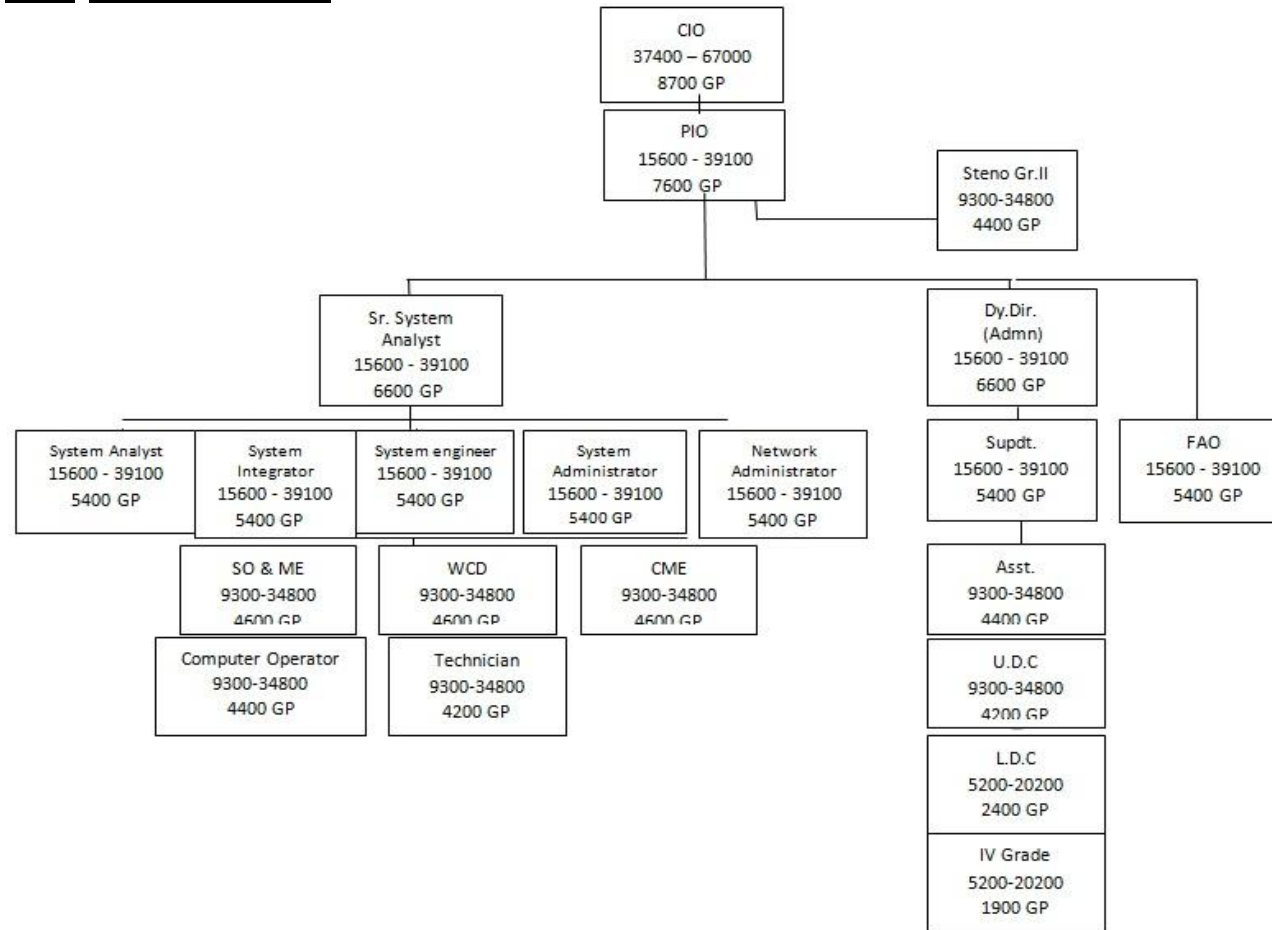 CIO
37400 – 67000
8700 GP
PIO
15600 - 39100
7600 GP
Steno Gr.II
9300-34800
4400 GP
Sr. System
Analyst
15600 - 39100
6600 GP
Dy.Dir.
(Admn)
15600 - 39100
6600 GP
System Analyst
15600 - 39100
5400 GP
System
Integrator
15600 - 39100
5400 GP
System engineer
15600 - 39100
5400 GP
System
Administrator
15600 - 39100
5400 GP
Network
Administrator
15600 - 39100
5400 GP
Supdt.
15600 - 39100
5400 GP
FAO
15600 - 39100
5400 GP
SO & ME
9300-34800
4600 GP
WCD
9300-34800
4600 GP
CME
9300-34800
4600 GP
Asst.
9300-34800
4400 GP
Computer Operator
9300-34800
4400 GP
Technician
9300-34800
4200 GP
U.D.C
9300-34800
4200 GP
L.D.C
5200-20200
2400 GP
IV Grade
5200-20200
1900 GP